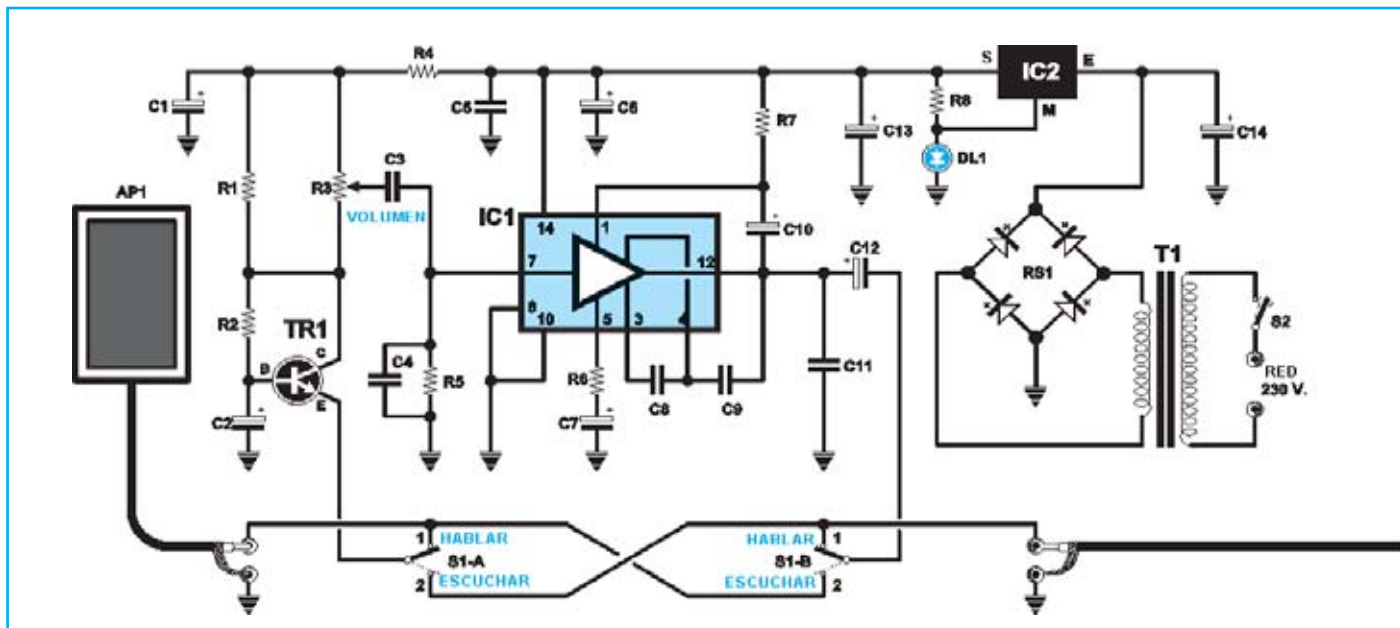 R4
S
IC2
E
C1
+
C5
+
C6
R7
+
C13
R8
M
DL1
+
C14
AP1
R1
R3
C3
VOLUMEN
IC1
14
1
+
C10
C12
+
T1
7
12
RS1
R2
TR1
C
B
E
8
10
5
3
4
S2
C4
R5
R6
C8
C9
C11
RED
230 V.
C2
+
C7
+
1
HABLAR
HABLAR
1
S1-A
S1-B
2
ESCUCHAR
ESCUCHAR
2